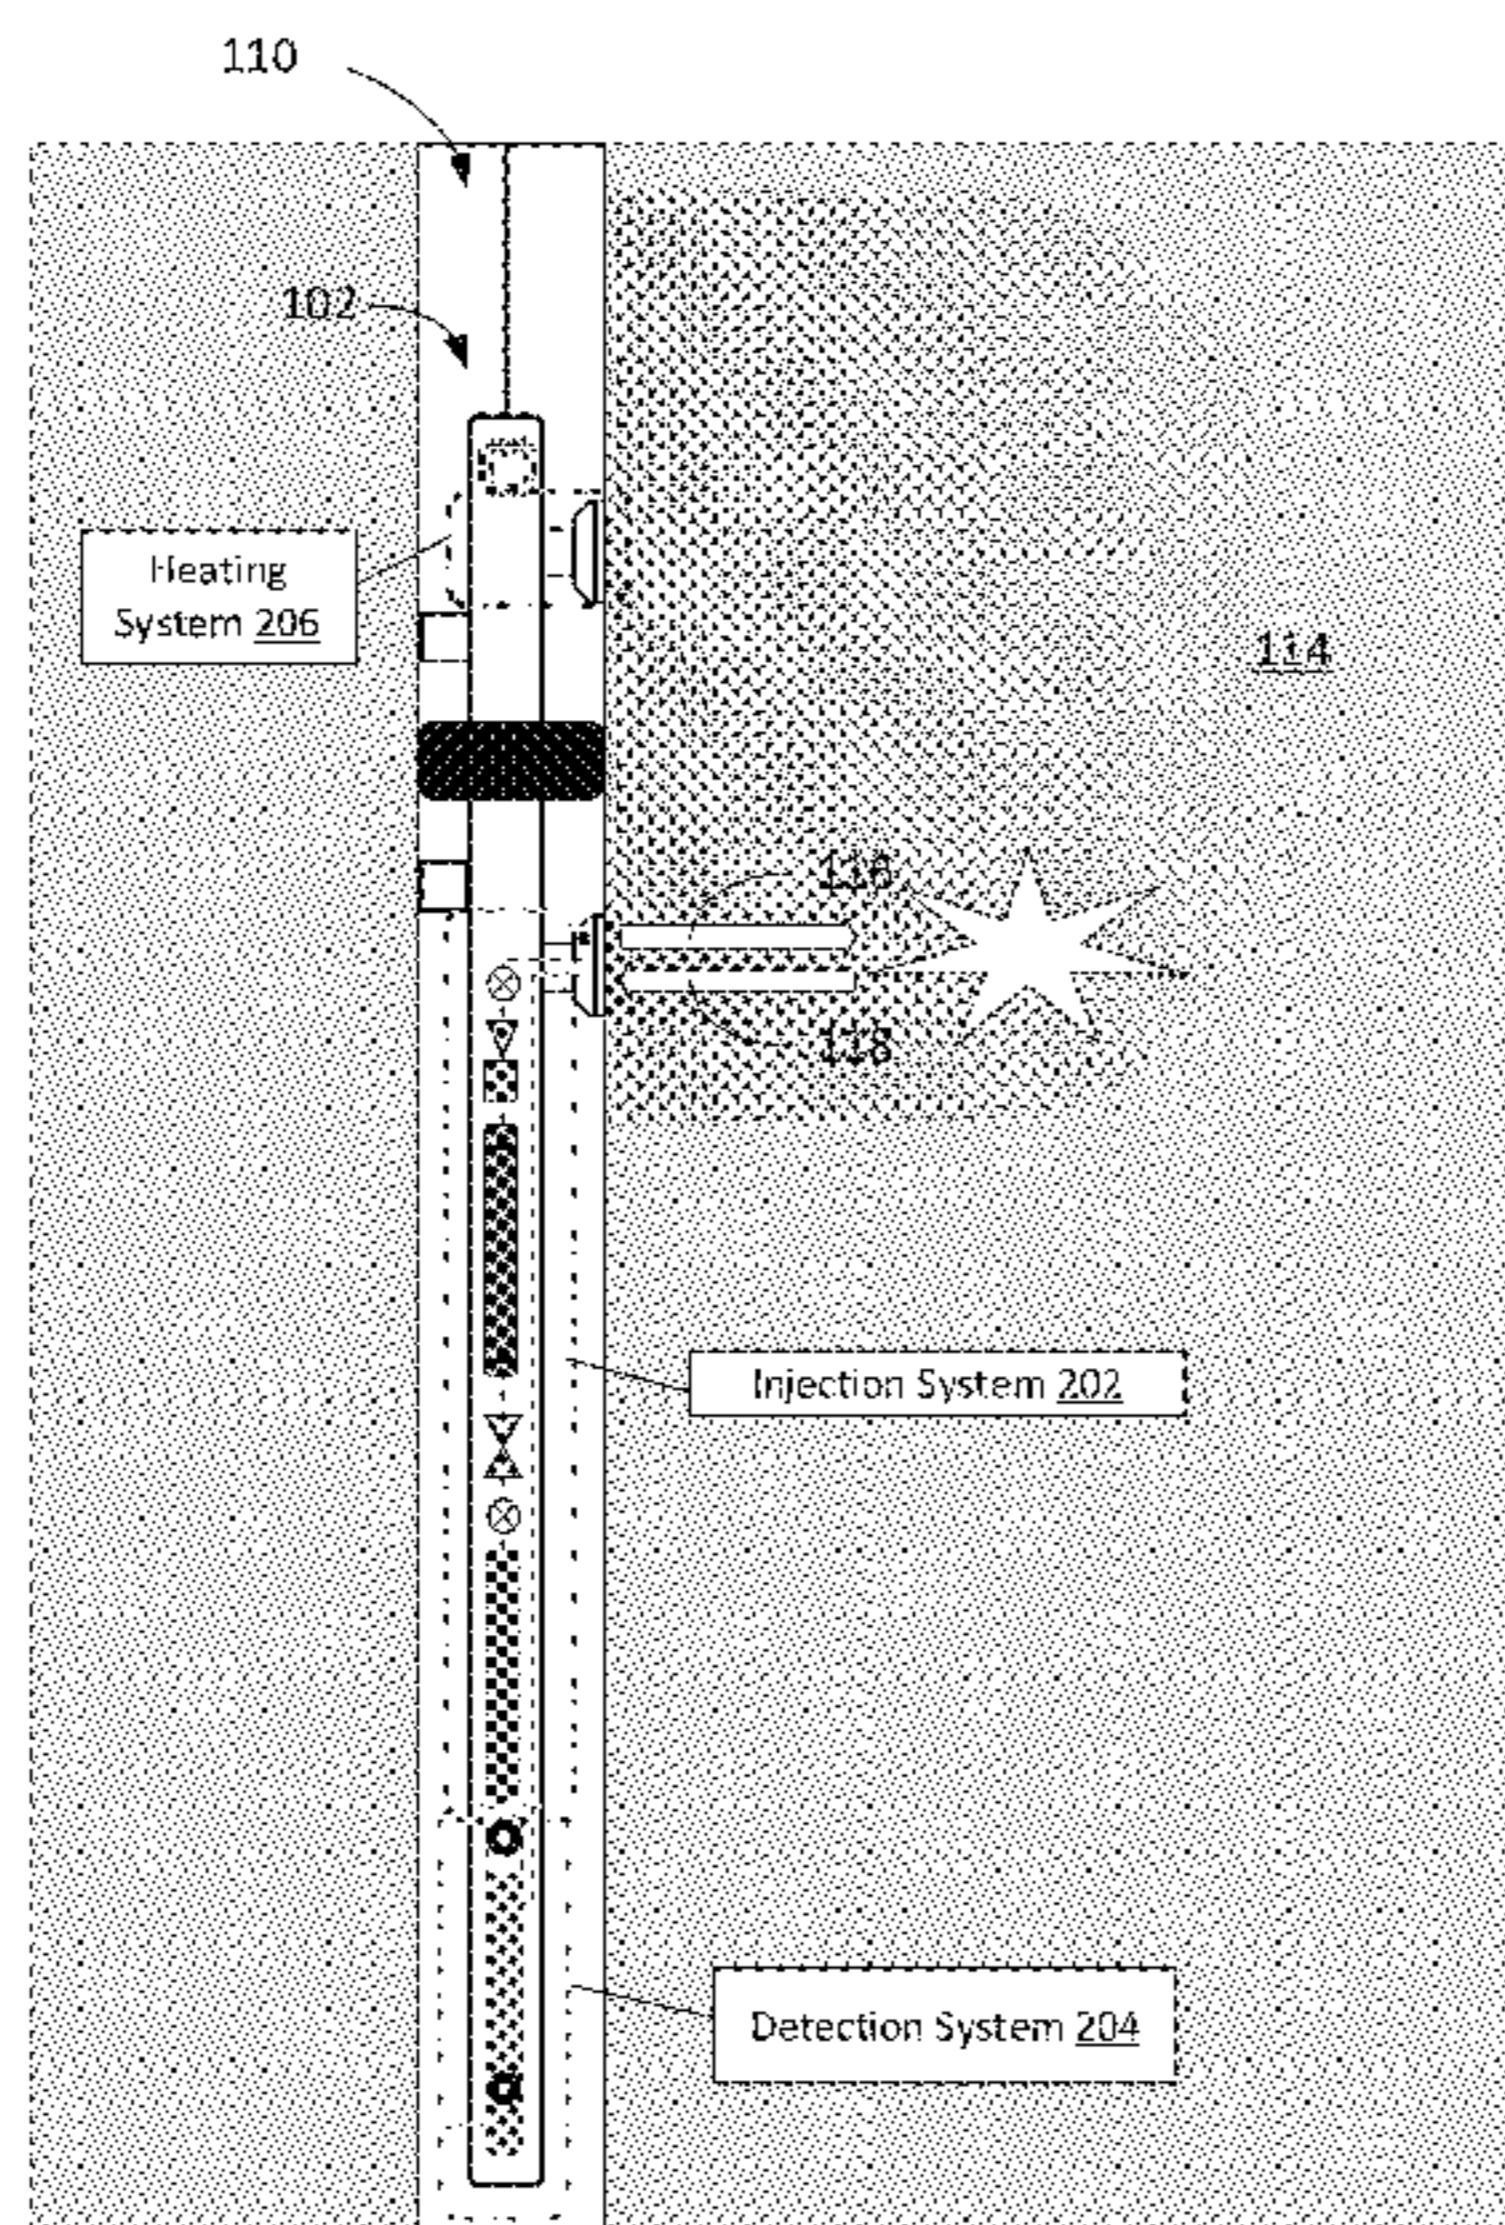 110
102
Heating
System 206
114
116
118
Injection System 202
Detection System 204